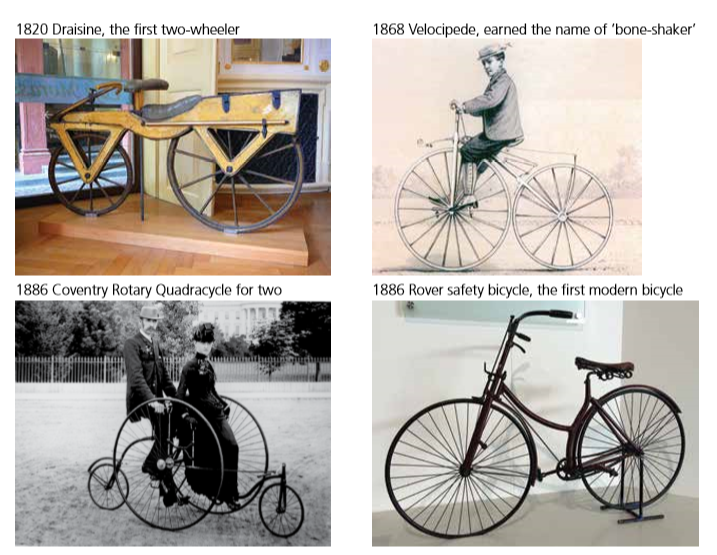 1820 Draisine, the first two-wheeler
1868 Velocipede, earned the name of ‘bone-shaker’
1886 Coventry Rotary Quadracycle for two
1886 Rover safety bicycle, the first modern bicycle